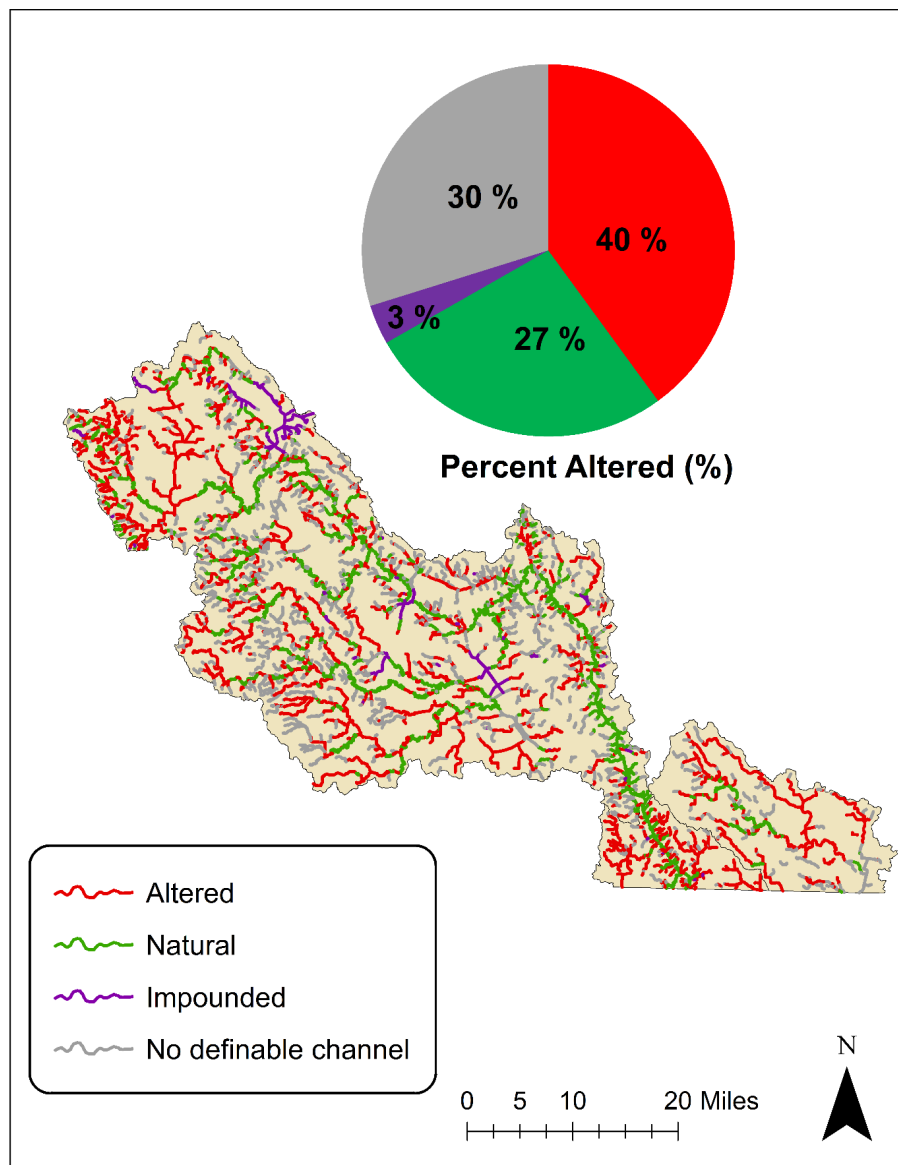 30 %
40 %
3 %
27 %
Percent Altered (%)
Altered
Natural
Impounded
No definable channel
N
0 5 10 20 Miles